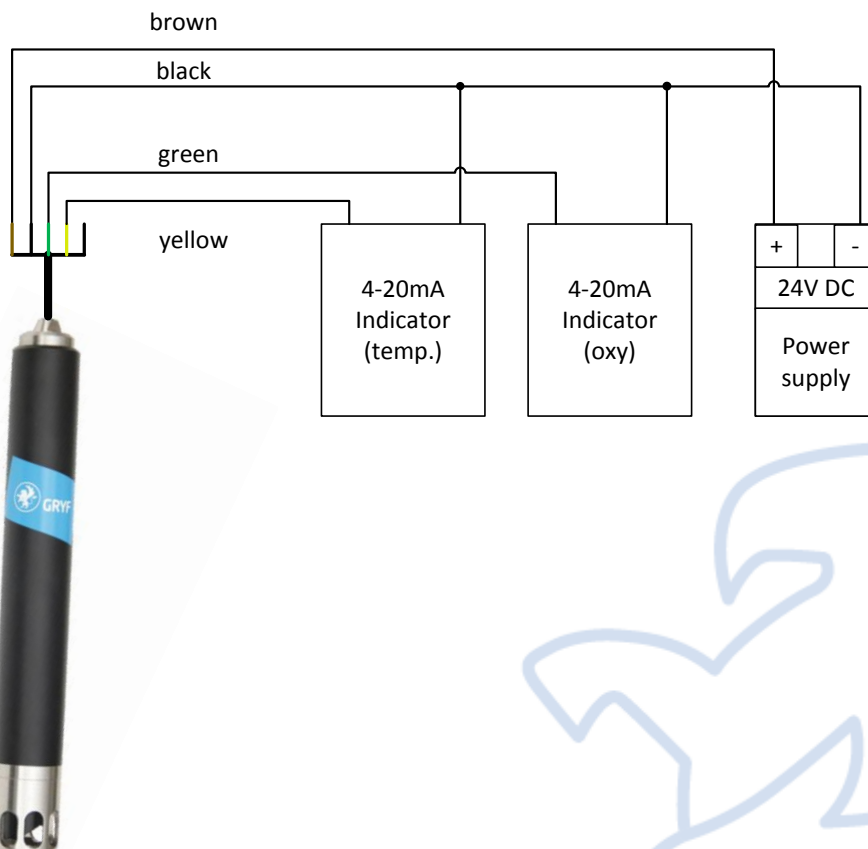 brown
black
green
yellow
4-20mA
Indicator
(temp.)
4-20mA
Indicator
(oxy)
+
-
24V DC
Power
supply
GRYF